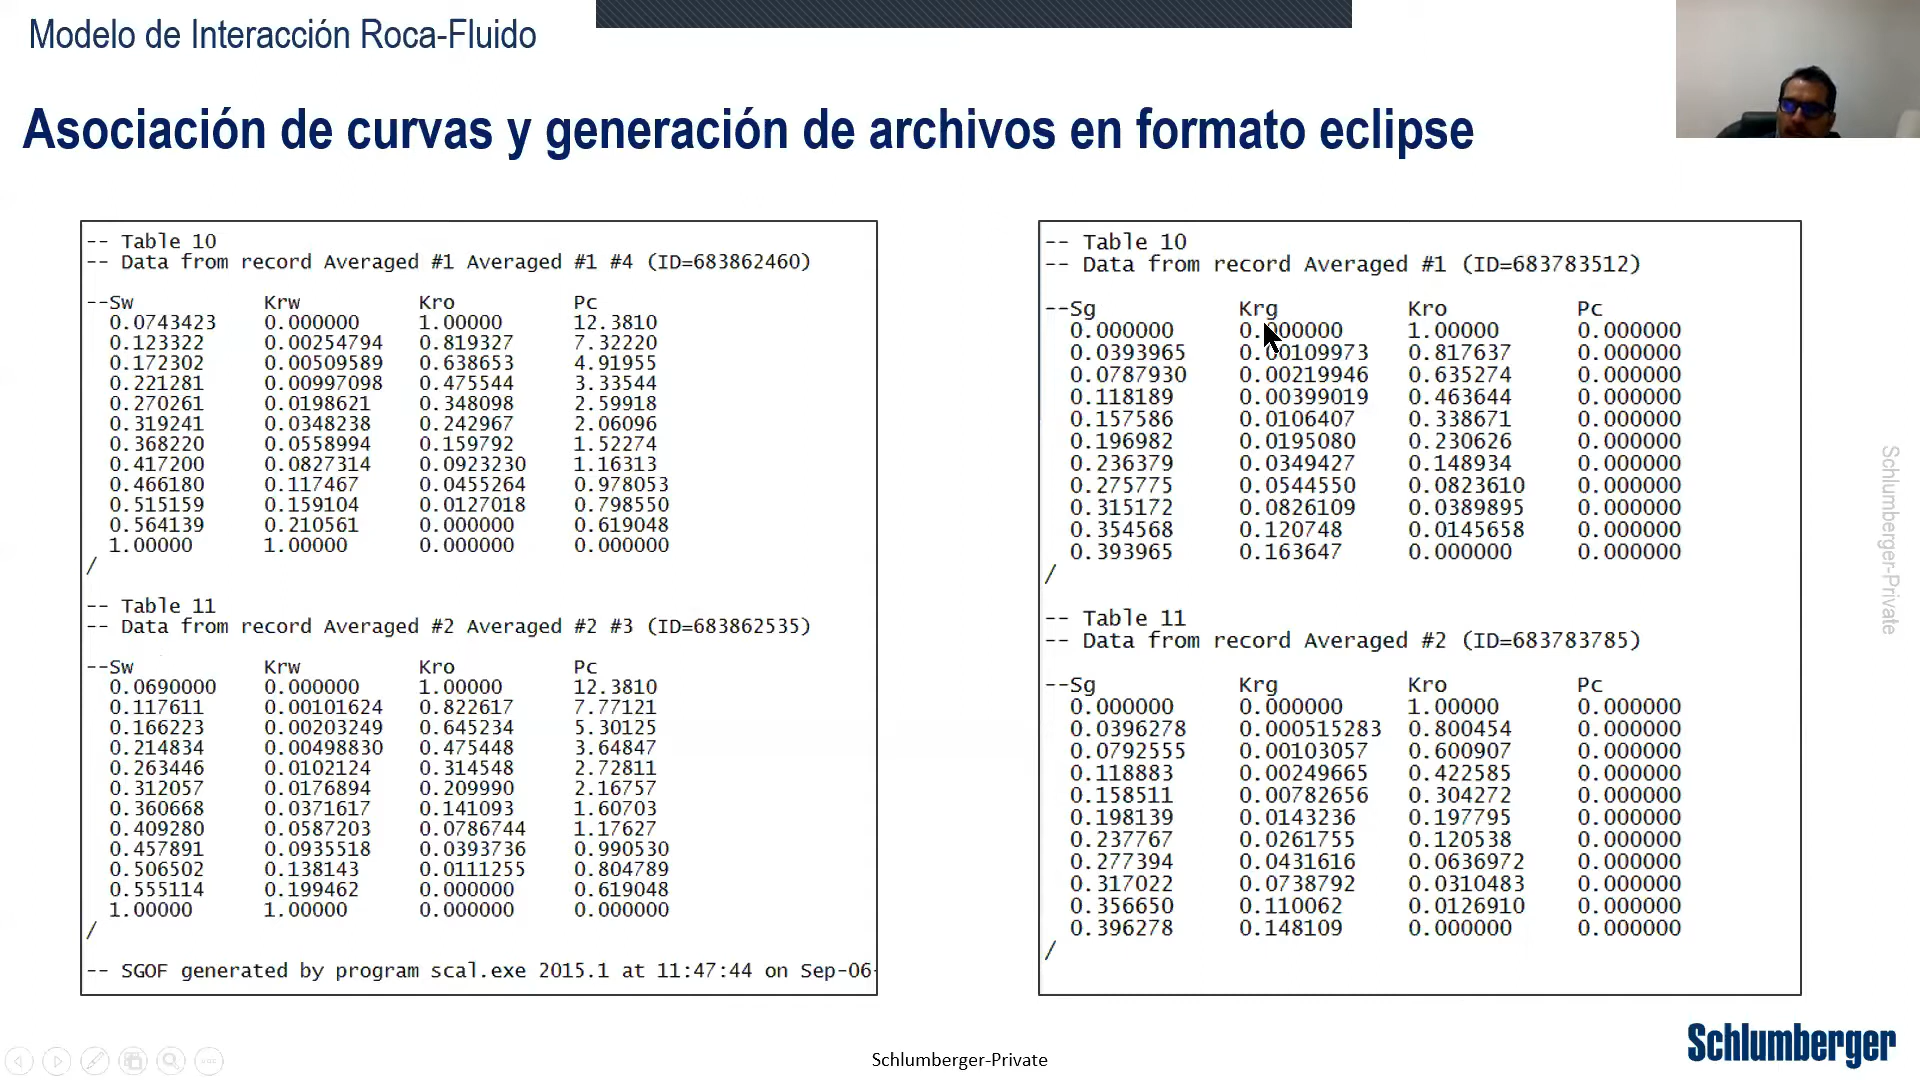 Modelo de Interacción Roca-Fluido
Asociación de curvas y generación de archivos en formato eclipse
-- Table 10
-- Data from record Averaged #1 Averaged #1 #4 (ID=683862460)
--Sw Krw Kro Pc
0.0743423 0.000000 1.00000 12.3810
0.123322 0.00254794 0.819327 7.32220
0.172302 0.00509589 0.638653 4.91955
0.221281 0.00997098 0.475544 3.33544
0.270261 0.0198621 0.348098 2.59918
0.319241 0.0348238 0.242967 2.06096
0.368220 0.0558994 0.159792 1.52274
0.417200 0.0827314 0.0923230 1.16313
0.466180 0.117467 0.0455264 0.978053
0.515159 0.159104 0.0127018 0.798550
0.564139 0.210561 0.000000 0.619048
1.00000 1.00000 0.000000 0.000000
/
-- Table 11
-- Data from record Averaged #2 Averaged #2 #3 (ID=683862535)
--Sw Krw Kro Pc
0.0690000 0.000000 1.00000 12.3810
0.117611 0.00101624 0.822617 7.77121
0.166223 0.00203249 0.645234 5.30125
0.214834 0.00498830 0.475448 3.64847
0.263446 0.0102124 0.314548 2.72811
0.312057 0.0176894 0.209990 2.16757
0.360668 0.0371617 0.141093 1.60703
0.409280 0.0587203 0.0786744 1.17627
0.457891 0.0935518 0.0393736 0.990530
0.506502 0.138143 0.0111255 0.804789
0.555114 0.199462 0.000000 0.619048
1.00000 1.00000 0.000000 0.000000
/
-- SGOF generated by program scal.exe 2015.1 at 11:47:44 on Sep-06-
-- Table 10
-- Data from record Averaged #1 (ID=683783512)
--Sg Krg Kro Pc
0.000000 0.000000 1.00000 0.000000
0.0393965 0.00109973 0.817637 0.000000
0.0787930 0.00219946 0.635274 0.000000
0.118189 0.00399019 0.463644 0.000000
0.157586 0.0106407 0.338671 0.000000
0.196982 0.0195080 0.230626 0.000000
0.236379 0.0349427 0.148934 0.000000
0.275775 0.0544550 0.0823610 0.000000
0.315172 0.0826109 0.0389895 0.000000
0.354568 0.120748 0.0145658 0.000000
0.393965 0.163647 0.000000 0.000000
/
-- Table 11
-- Data from record Averaged #2 (ID=683783785)
--Sg Krg Kro Pc
0.000000 0.000000 1.00000 0.000000
0.0396278 0.000515283 0.800454 0.000000
0.0792555 0.00103057 0.600907 0.000000
0.118883 0.00249665 0.422585 0.000000
0.158511 0.00782656 0.304272 0.000000
0.198139 0.0143236 0.197795 0.000000
0.237767 0.0261755 0.120538 0.000000
0.277394 0.0431616 0.0636972 0.000000
0.317022 0.0738792 0.0310483 0.000000
0.356650 0.110062 0.0126910 0.000000
0.396278 0.148109 0.000000 0.000000
/
Schlumberger-Private
Schlumberger-Private
Schlumberger